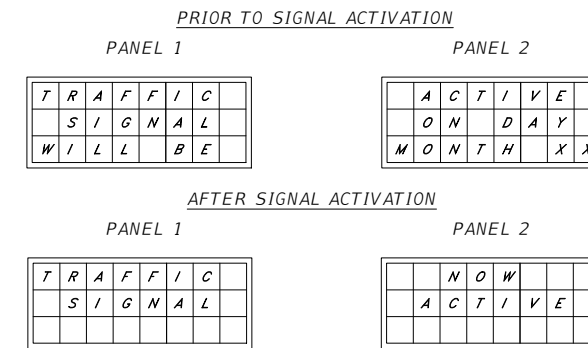 PRIOR TO SIGNAL ACTIVATION
PANEL 1
TRAFFIC
SIGNAL
WILL BE
PANEL 2
ACTIVE
ON DAY
MONTH XX
AFTER SIGNAL ACTIVATION
PANEL 1
TRAFFIC
SIGNAL
PANEL 2
NOW
ACTIVE